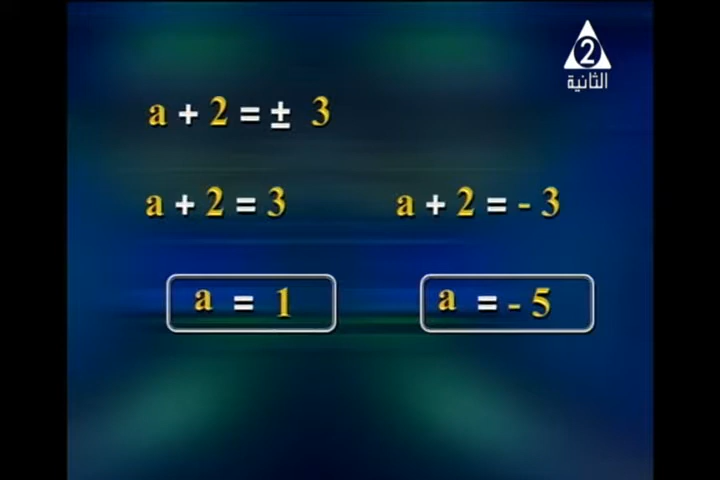 2
الثانية
a + 2 = ± 3
a + 2 = 3
a + 2 = - 3
a = 1
a = - 5